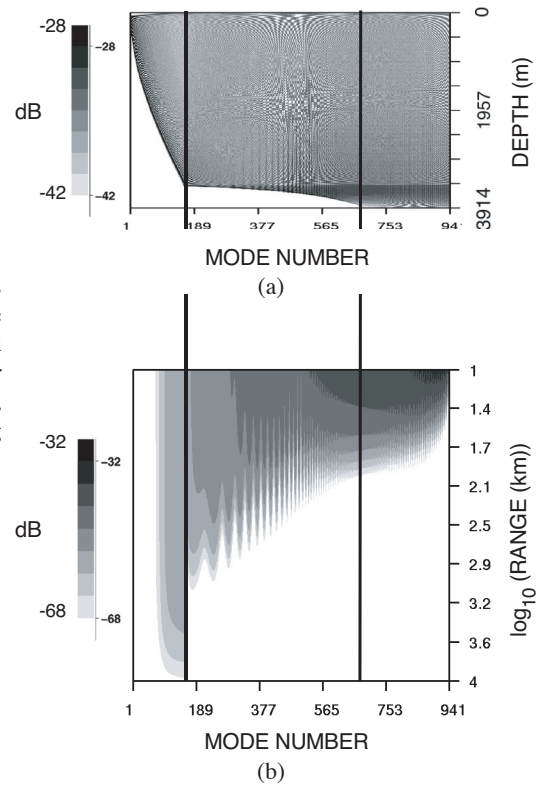 -28
-28
dB
-42
-42
0
1957
3914
DEPTH (m)
1 189 377 565 753 941
MODE NUMBER
(a)
-32
-32
dB
-68
-68
1
1.4
1.7
2.1
2.5
2.9
3.2
3.6
4
log10 (RANGE (km))
1 189 377 565 753 941
MODE NUMBER
(b)